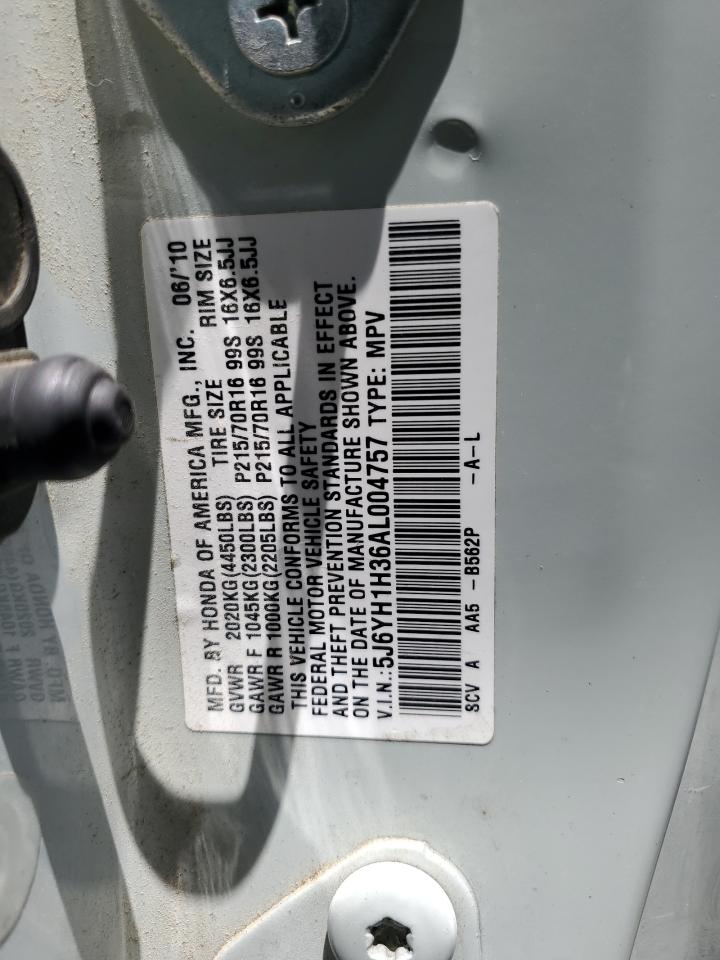 MFD. BY HONDA OF AMERICA MFG., INC. 06/'10
GVWR 2020KG(4450LBS) TIRE SIZE RIM SIZE
GAWR F 1045KG(2300LBS) P215/70R16 99S 16X6.5JJ
GAWR R 1000KG(2205LBS) P215/70R16 99S 16X6.5JJ
THIS VEHICLE CONFORMS TO ALL APPLICABLE
FEDERAL MOTOR VEHICLE SAFETY
AND THEFT PREVENTION STANDARDS IN EFFECT
ON THE DATE OF MANUFACTURE SHOWN ABOVE.
V.I.N.:5J6YH1H36AL004757 TYPE: MPV
SCV A AA5 -B562P -A-L